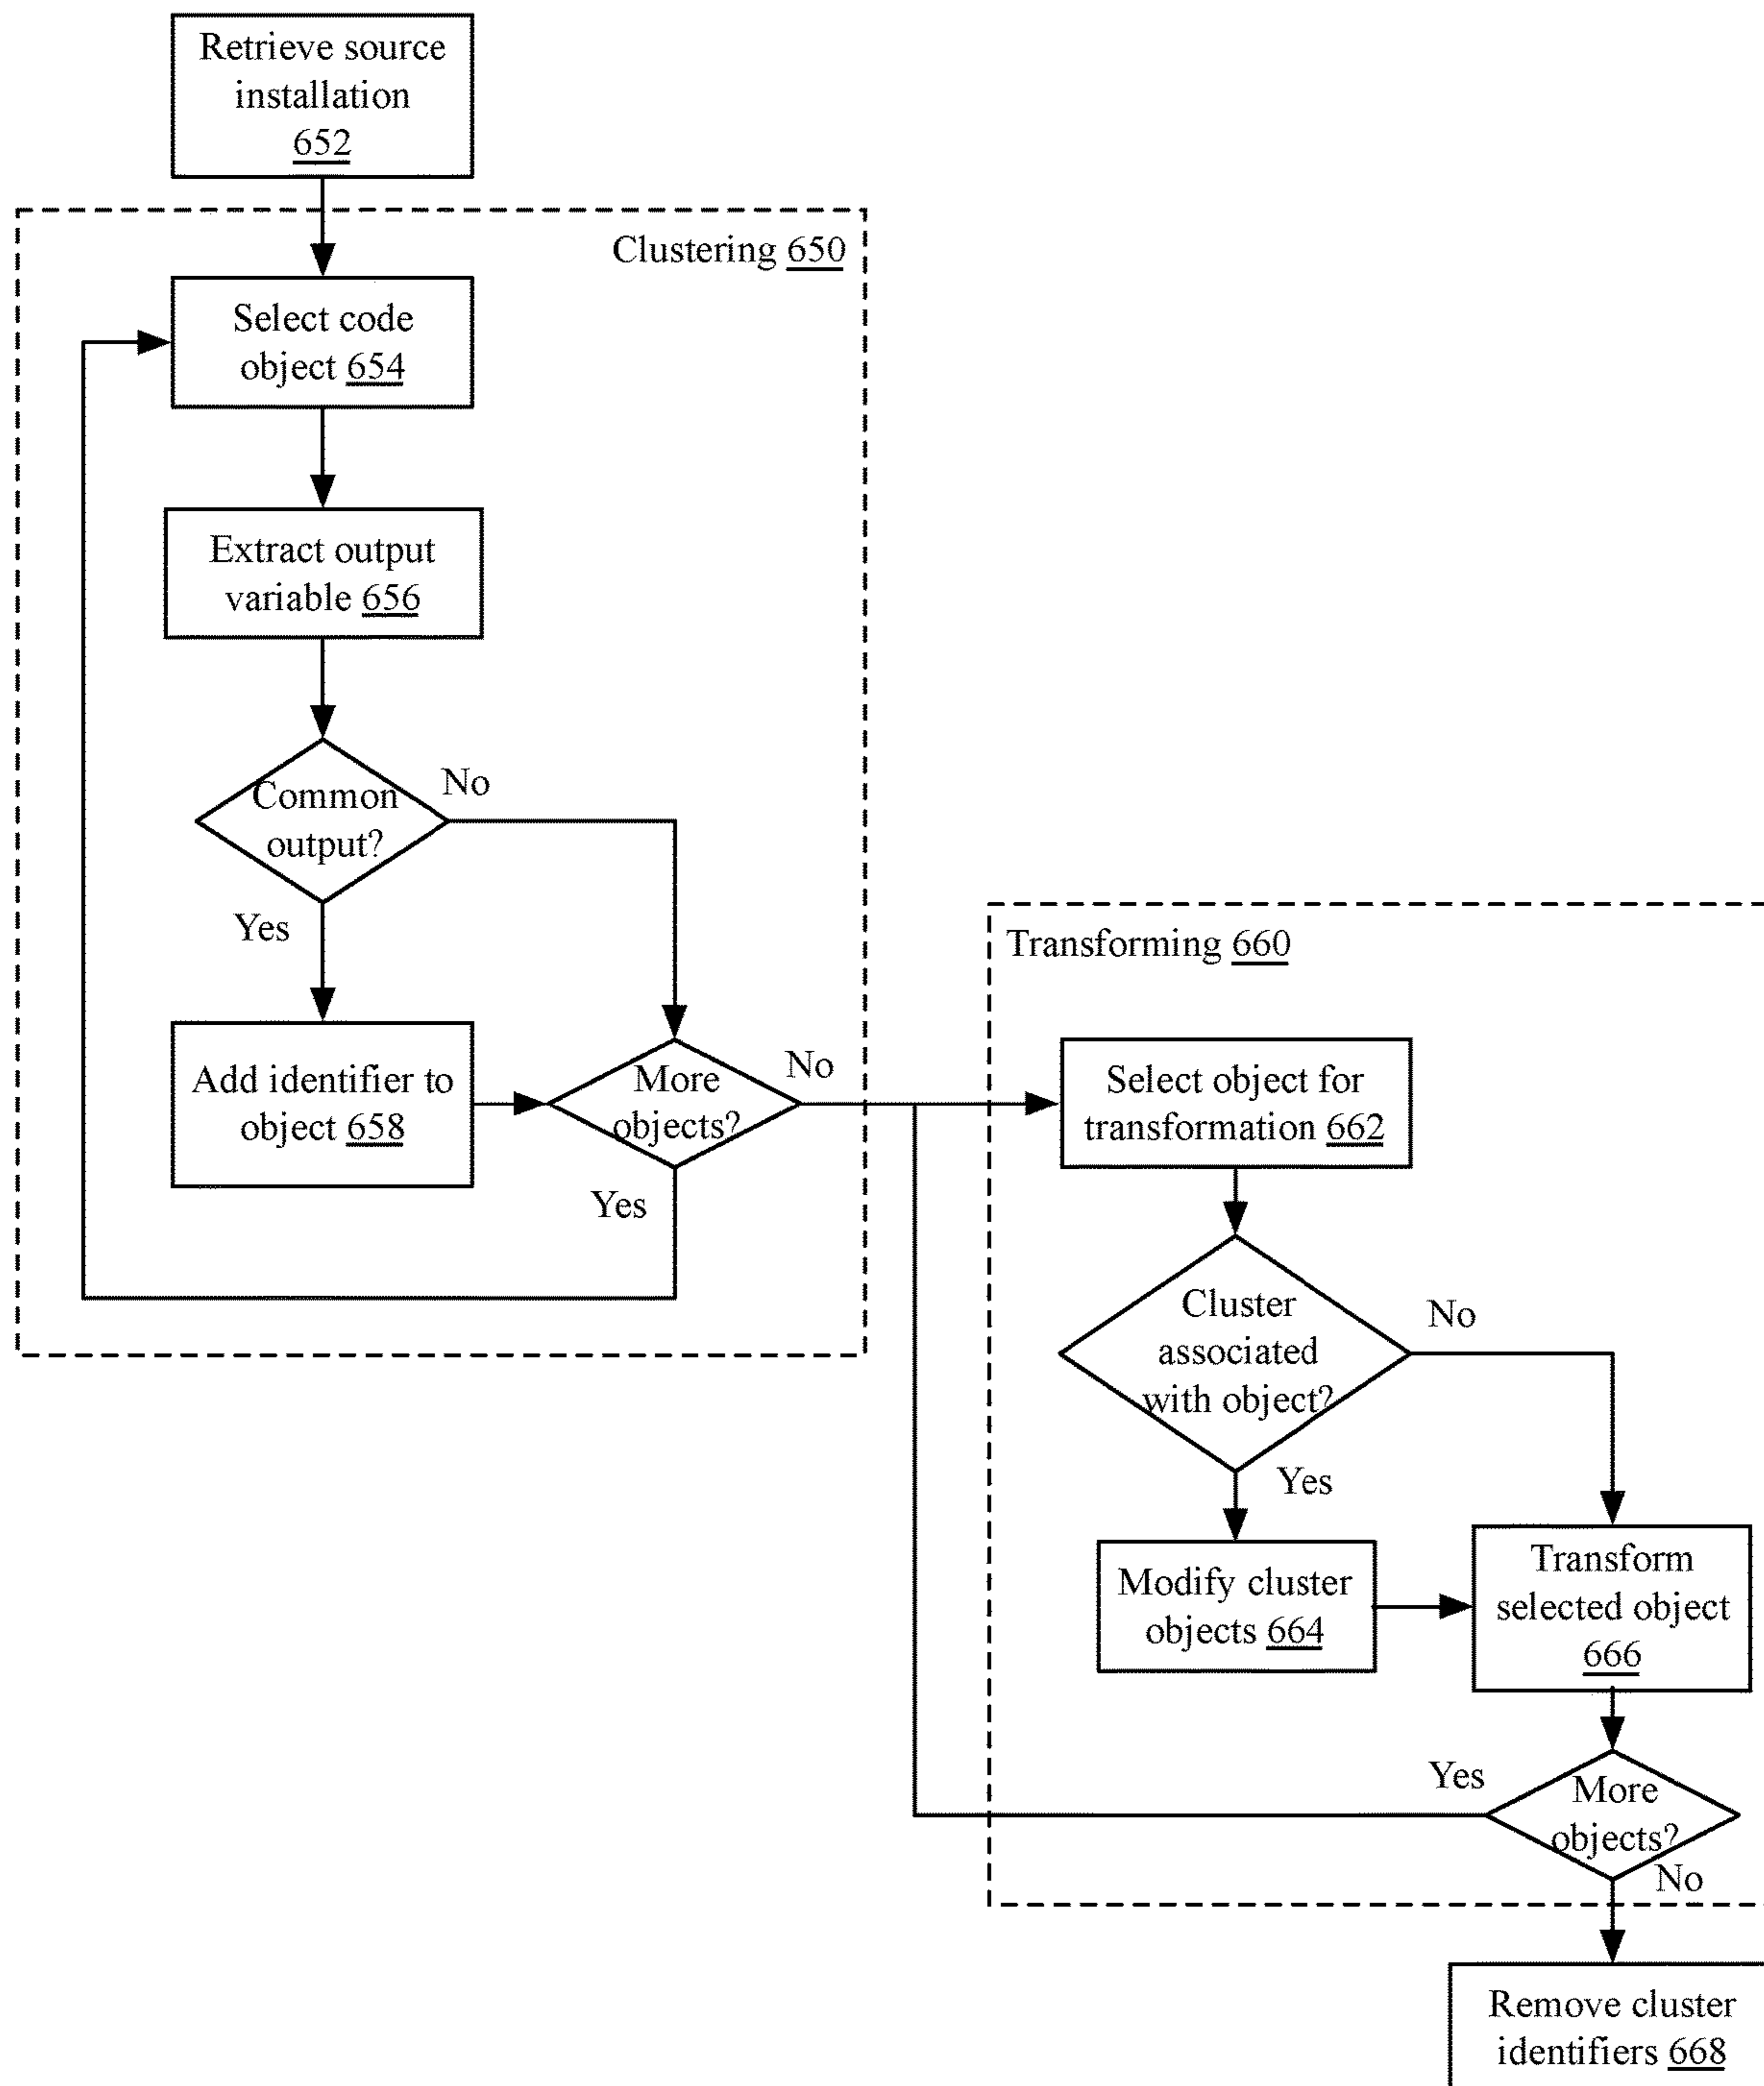 Retrieve source
installation
652
Clustering 650
Select code
object 654
Extract output
variable 656
Common
output?
No
Yes
Add identifier to
object 658
More
objects?
No
Yes
Transforming 660
Select object for
transformation 662
Cluster
associated
with object?
No
Yes
Modify cluster
objects 664
Transform
selected object
666
More
objects?
Yes
No
Remove cluster
identifiers 668